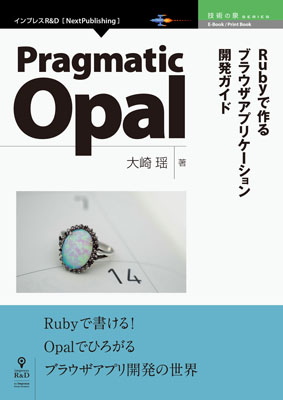 インプレスR&D [NextPublishing]
技術の泉 SERIES
E-Book / Print Book
Pragmatic
Opal
Rubyで作る
ブラウザアプリケーション
開発ガイド
大崎 瑶 著
14
Rubyで書ける!
Opalでひろがる
ブラウザアプリ開発の世界
Impress
R&D